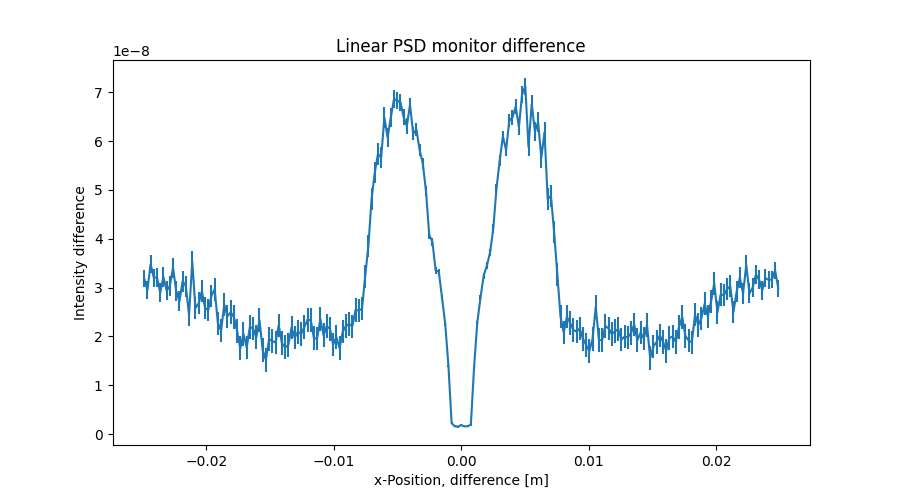 Linear PSD monitor difference
1e−8
7
6
5
4
3
2
1
0
Intensity difference
−0.02 −0.01 0.00 0.01 0.02
x-Position, difference [m]